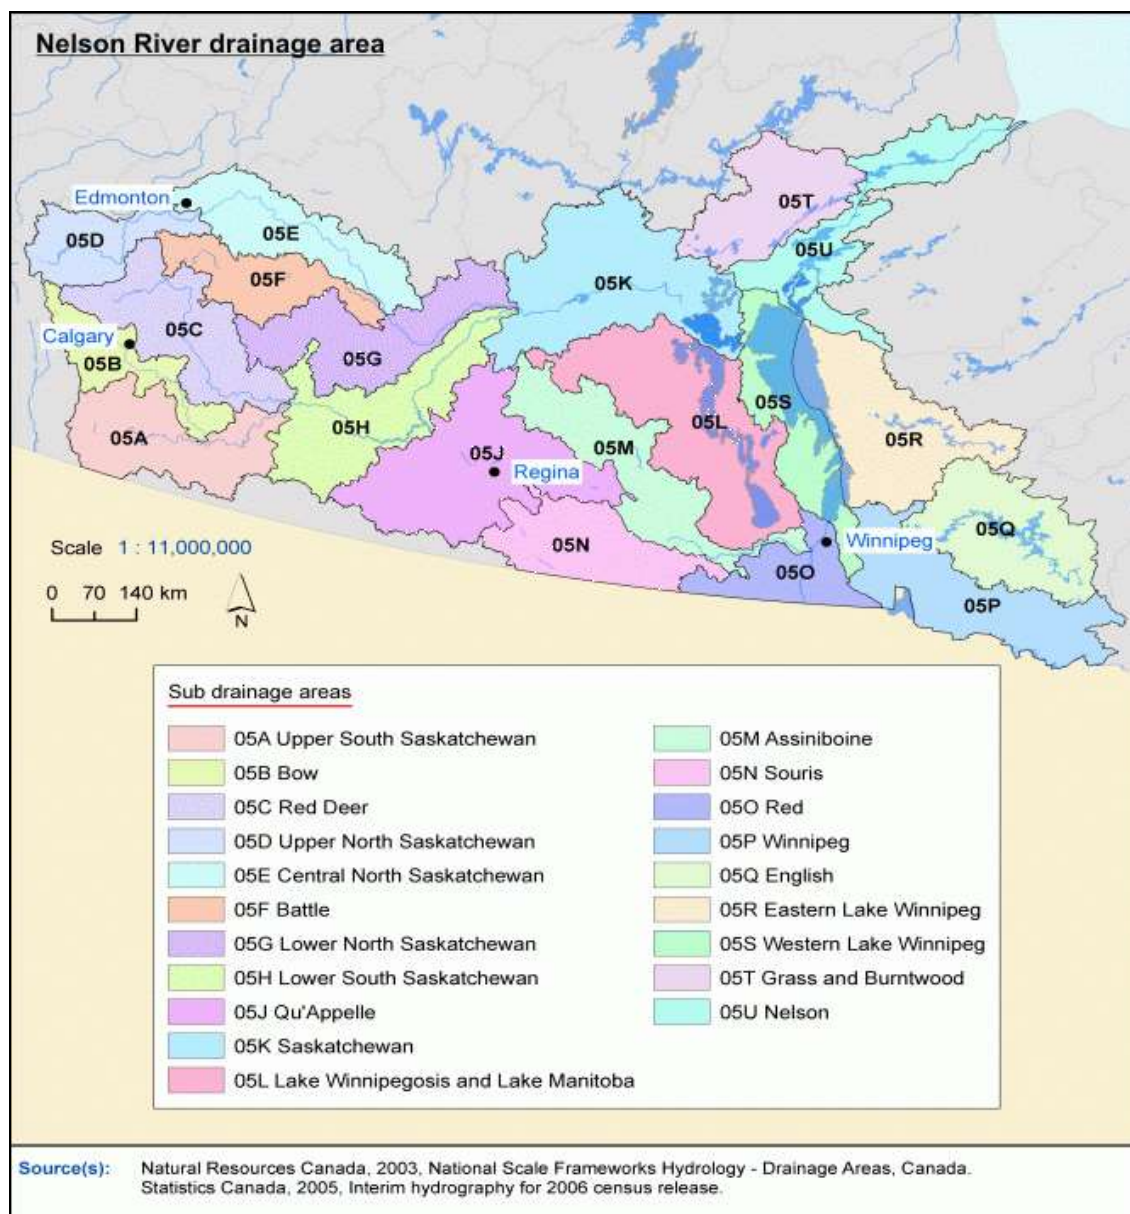 Nelson River drainage area
Edmonton
05T
05D
05E
05U
05F
05K
05C
Calgary
05B
05G
05S
05L
05A
05H
05M
05R
05J
Regina
05Q
Scale 1 : 11,000,000
05N
Winnipeg
05O
0 70 140 km
N
05P
Sub drainage areas
05A Upper South Saskatchewan
05B Bow
05C Red Deer
05D Upper North Saskatchewan
05E Central North Saskatchewan
05F Battle
05G Lower North Saskatchewan
05H Lower South Saskatchewan
05J Qu'Appelle
05K Saskatchewan
05L Lake Winnipegosis and Lake Manitoba
05M Assiniboine
05N Souris
05O Red
05P Winnipeg
05Q English
05R Eastern Lake Winnipeg
05S Western Lake Winnipeg
05T Grass and Burntwood
05U Nelson
Source(s): Natural Resources Canada, 2003, National Scale Frameworks Hydrology - Drainage Areas, Canada.
Statistics Canada, 2005, Interim hydrography for 2006 census release.